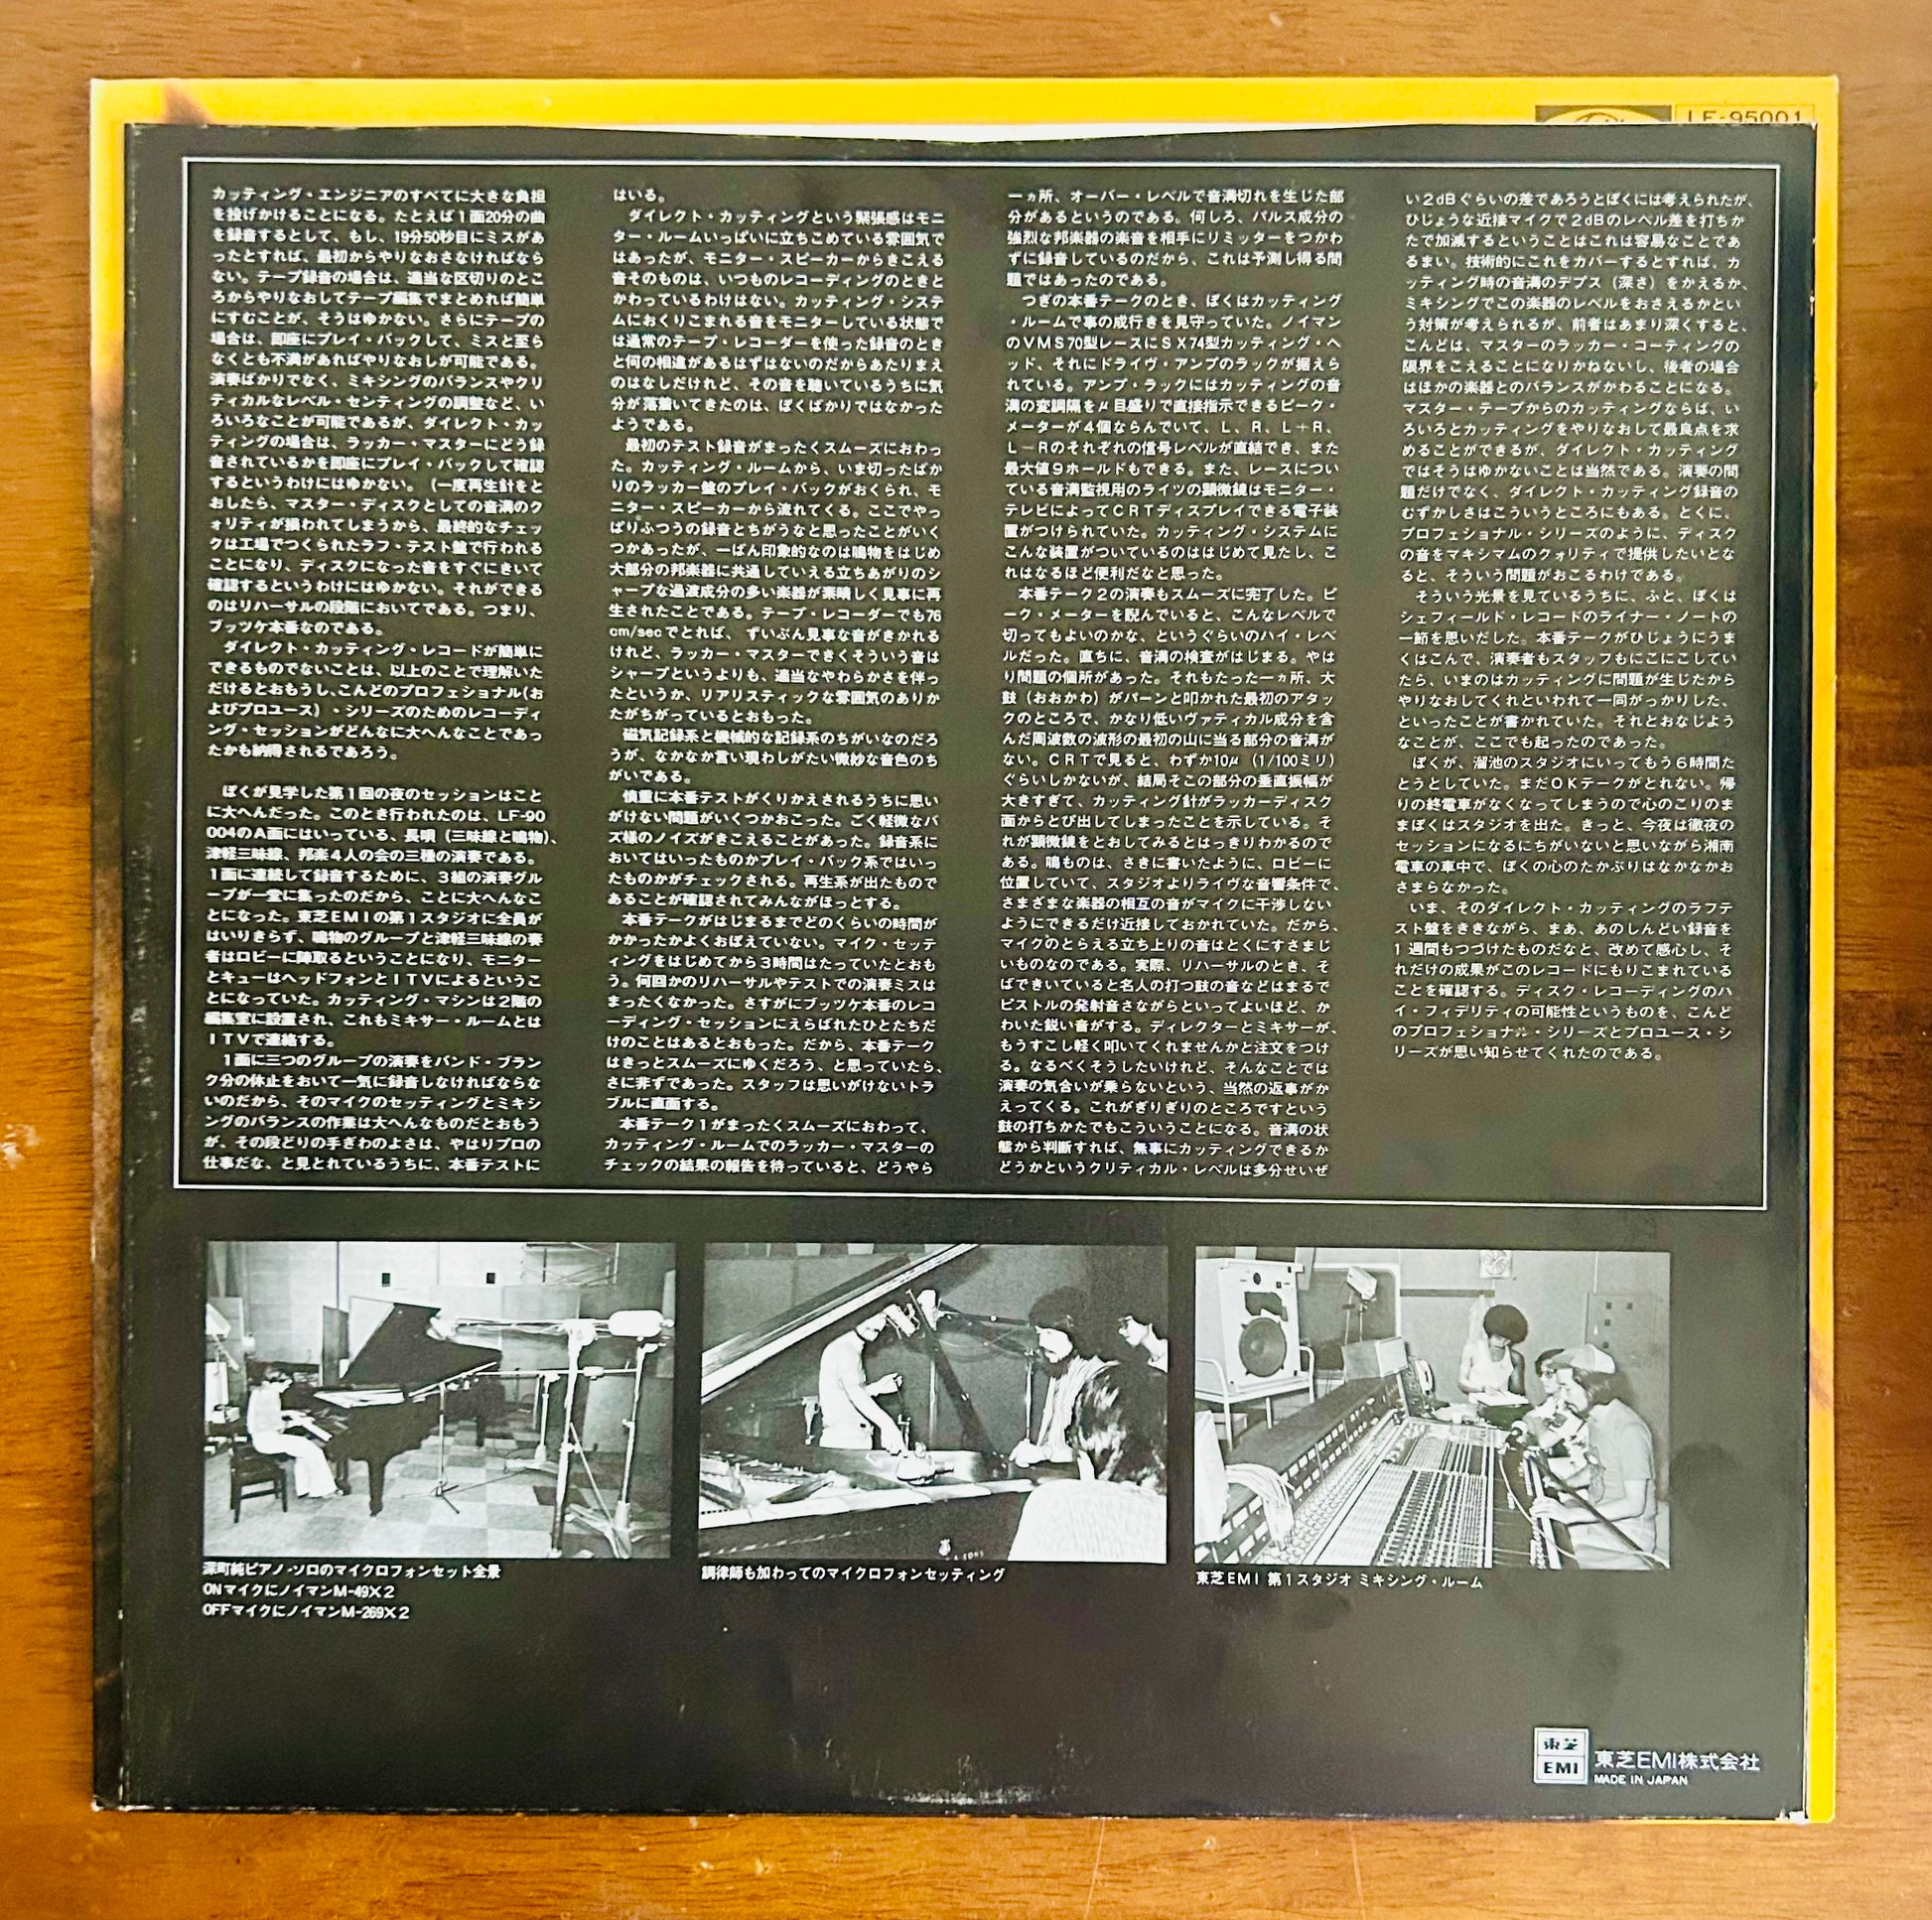 LF-95001
カッティング・エンジニアのすべてに大きな負担
を投げかけることになる。たとえば1面20分の曲
を録音するとして、もし、19分50秒目にミスがあ
ったとすれば、最初からやりなおさなければなら
ない。テープ録音の場合は、適当な区切りのとこ
ろからやりなおしてテープ編集でまとめれば簡単
にすむことが、そうはゆかない。さらにテープの
場合は、即座にプレイ・バックして、ミスと至ら
なくとも不満があればやりなおしが可能である。
演奏ばかりでなく、ミキシングのバランスやクリ
ティカルなレベル・センティングの調整など、い
ろいろなことが可能であるが、ダイレクト・カッ
ティングの場合は、ラッカー・マスターにどう録
音されているかを即座にプレイ・バックして確認
するというわけにはゆかない。(一度再生針をと
おしたら、マスター・ディスクとしての音溝のク
ォリティが損われてしまうから、最終的なチェッ
クは工場でつくられたラフ・テスト盤で行われる
ことになり、ディスクになった音をすぐにきいて
確認するというわけにはゆかない。それができる
のはリハーサルの段階においてである。つまり、
ブッツケ本番なのである。
ダイレクト・カッティング・レコードが簡単に
できるものでないことは、以上のことで理解いた
だけるとおもうし、こんどのプロフェショナル(お
よびプロユース)・シリーズのためのレコーディ
ング・セッションがどんなに大へんなことであっ
たかも納得されるであろう。
ぼくが見学した第1回の夜のセッションはこと
に大へんだった。このとき行われたのは、LF-90
004のA面にはいっている、長唄(三味線と鳴物)、
津軽三味線、邦楽4人の会の三種の演奏である。
1面に連続して録音するために、3組の演奏グル
ープが一堂に集ったのだから、ことに大へんなこ
とになった。東芝EMIの第1スタジオに全員が
はいりきらず、鳴物のグループと津軽三味線の奏
者はロビーに陣取るということになり、モニター
とキューはヘッドフォンとITVによるというこ
とになっていた。カッティング・マシンは2階の
編集室に設置され、これもミキサー・ルームとは
ITVで連絡する。
1面に三つのグループの演奏をバンド・ブラン
ク分の休止をおいて一気に録音しなければならな
いのだから、そのマイクのセッティングとミキシ
ングのバランスの作業は大へんなものだとおもう
が、その段どりの手ぎわのよさは、やはりプロの
仕事だな、と見とれているうちに、本番テストに
はいる。
ダイレクト・カッティングという緊張感はモニ
ター・ルームいっぱいに立ちこめている雰囲気で
はあったが、モニター・スピーカーからきこえる
音そのものは、いつものレコーディングのときと
かわっているわけはない。カッティング・システ
ムにおくりこまれる音をモニターしている状態で
は通常のテープ・レコーダーを使った録音のとき
と何の相違があるはずはないのだからあたりまえ
のはなしだけれど、その音を聴いているうちに気
分が落着いてきたのは、ぼくばかりではなかった
ようである。
最初のテスト録音がまったくスムーズにおわっ
た。カッティング・ルームから、いま切ったばか
りのラッカー盤のプレイ・バックがおくられ、モ
ニター・スピーカーから流れてくる。ここでやっ
ぱりふつうの録音とちがうなと思ったことがいく
つかあったが、一ばん印象的なのは鳴物をはじめ
大部分の邦楽器に共通していえる立ちあがりのシ
ャープな過渡成分の多い楽器が素晴しく見事に再
生されたことである。テープ・レコーダーでも76
cm/secでとれば、ずいぶん見事な音がきかれる
けれど、ラッカー・マスターできくそういう音は
シャープというよりも、適当なやわらかさを伴っ
たというか、リアリスティックな雰囲気のありか
たがちがっているとおもった。
磁気記録系と機械的な記録系のちがいなのだろ
うが、なかなか言い現わしがたい微妙な音色のち
がいである。
慎重に本番テストがくりかえされるうちに思い
がけない問題がいくつかおこった。ごく軽微なパ
ズ様のノイズがきこえることがあった。録音系に
おいてはいったものかプレイ・バック系ではいっ
たものかがチェックされる。再生系が出たもので
あることが確認されてみんながほっとする。
本番テークがはじまるまでどのくらいの時間が
かかったかよくおぼえていない。マイク・セッテ
ィングをはじめてから3時間はたっていたとおも
う。何回かのリハーサルやテストでの演奏ミスは
まったくなかった。さすがにブッツケ本番のレコ
ーディング・セッションにえらばれたひとたちだ
けのことはあるとおもった。だから、本番テーク
はきっとスムーズにゆくだろう、と思っていたら、
さに非ずであった。スタッフは思いがけないトラ
ブルに直面する。
本番テーク1がまったくスムーズにおわって、
カッティング・ルームでのラッカー・マスターの
チェックの結果の報告を待っていると、どうやら
一ヵ所、オーバー・レベルで音溝切れを生じた部
分があるというのである。何しろ、パルス成分の
強烈な邦楽器の楽音を相手にリミッターをつかわ
ずに録音しているのだから、これは予測し得る問
題ではあったのである。
つぎの本番テークのとき、ぼくはカッティング
・ルームで事の成行きを見守っていた。ノイマン
のVMS70型レースにSX74型カッティング・ヘ
ッド、それにドライヴ・アンプのラックが据えら
れている。アンプ・ラックにはカッティングの音
溝の変調隔をμ目盛りで直接指示できるピーク・
メーターが4個ならんでいて、L、R、L+R、
L-Rのそれぞれの信号レベルが直結でき、また
最大値9ホールドもできる。また、レースについ
ている音溝監視用のライツの顕微鏡はモニター・
テレビによってCRTディスプレイできる電子装
置がつけられていた。カッティング・システムに
こんな装置がついているのははじめて見たし、こ
れはなるほど便利だなと思った。
本番テーク2の演奏もスムーズに完了した。ピ
ーク・メーターを睨んでいると、こんなレベルで
切ってもよいのかな、というぐらいのハイ・レベ
ルだった。直ちに、音溝の検査がはじまる。やは
り問題の個所があった。それもたった一ヵ所、大
鼓(おおかわ)がパーンと叩かれた最初のアタッ
クのところで、かなり低いヴァティカル成分を含
んだ周波数の波形の最初の山に当る部分の音溝が
ない。CRTで見ると、わずか10μ(1/100ミリ)
ぐらいしかないが、結局そこの部分の垂直振幅が
大きすぎて、カッティング針がラッカーディスク
面からとび出してしまったことを示している。そ
れが顕微鏡をとおしてみるとはっきりわかるので
ある。鳴ものは、さきに書いたように、ロビーに
位置していて、スタジオよりライヴな音響条件で、
さまざまな楽器の相互の音がマイクに干渉しない
ようにできるだけ近接しておかれていた。だから、
マイクのとらえる立ち上りの音はとくにすさまじ
いものなのである。実際、リハーサルのとき、そ
ばできいていると名人の打つ鼓の音などはまるで
ピストルの発射音さながらといってよいほど、か
わいた鋭い音がする。ディレクターとミキサーが、
もうすこし軽く叩いてくれませんかと注文をつけ
る。なるべくそうしたいけれど、そんなことでは
演奏の気合いが乗らないという、当然の返事がか
えってくる。これがぎりぎりのところですという
鼓の打ちかたでもこういうことになる。音溝の状
態から判断すれば、無事にカッティングできるか
どうかというクリティカル・レベルは多分せいぜ
い2dBぐらいの差であろうとぼくには考えられたが、
ひじょうな近接マイクで2dBのレベル差を打ちか
たで加減するということはこれは容易なことであ
るまい。技術的にこれをカバーするとすれば、カ
ッティング時の音溝のデプス(深さ)をかえるか、
ミキシングでこの楽器のレベルをおさえるかとい
う対策が考えられるが、前者はあまり深くすると、
こんどは、マスターのラッカー・コーティングの
限界をこえることになりかねないし、後者の場合
はほかの楽器とのバランスがかわることになる。
マスター・テープからのカッティングならば、い
ろいろとカッティングをやりなおして最良点を求
めることができるが、ダイレクト・カッティング
ではそうはゆかないことは当然である。演奏の問
題だけでなく、ダイレクト・カッティング録音の
むずかしさはこういうところにもある。とくに、
プロフェショナル・シリーズのように、ディスク
の音をマキシマムのクォリティで提供したいとな
ると、そういう問題がおこるわけである。
そういう光景を見ているうちに、ふと、ぼくは
シェフィールド・レコードのライナー・ノートの
一節を思いだした。本番テークがひじょうにうま
くはこんで、演奏者もスタッフもにこにこしてい
たら、いまのはカッティングに問題が生じたから
やりなおしてくれといわれて一同がっかりした、
といったことが書かれていた。それとおなじよう
なことが、ここでも起ったのであった。
ぼくが、溜池のスタジオにいってもう6時間た
とうとしていた。まだOKテークがとれない。帰
りの終電車がなくなってしまうので心のこりのま
まぼくはスタジオを出た。きっと、今夜は徹夜の
セッションになるにちがいないと思いながら湘南
電車の車中で、ぼくの心のたかぶりはなかなかお
さまらなかった。
いま、そのダイレクト・カッティングのラフテ
スト盤をききながら、まあ、あのしんどい録音を
1週間もつづけたものだなと、改めて感心し、そ
れだけの成果がこのレコードにもりこまれている
ことを確認する。ディスク・レコーディングのハ
イ・フィデリティの可能性というものを、こんど
のプロフェショナル・シリーズとプロユース・シ
リーズが思い知らせてくれたのである。
深町純ピアノ・ソロのマイクロフォンセット全景
ONマイクにノイマンM-49×2
OFFマイクにノイマンM-269×2
調律師も加わってのマイクロフォンセッティング
東芝EMI 第1スタジオ ミキシング・ルーム
東芝
EMI
東芝EMI株式会社
MADE IN JAPAN